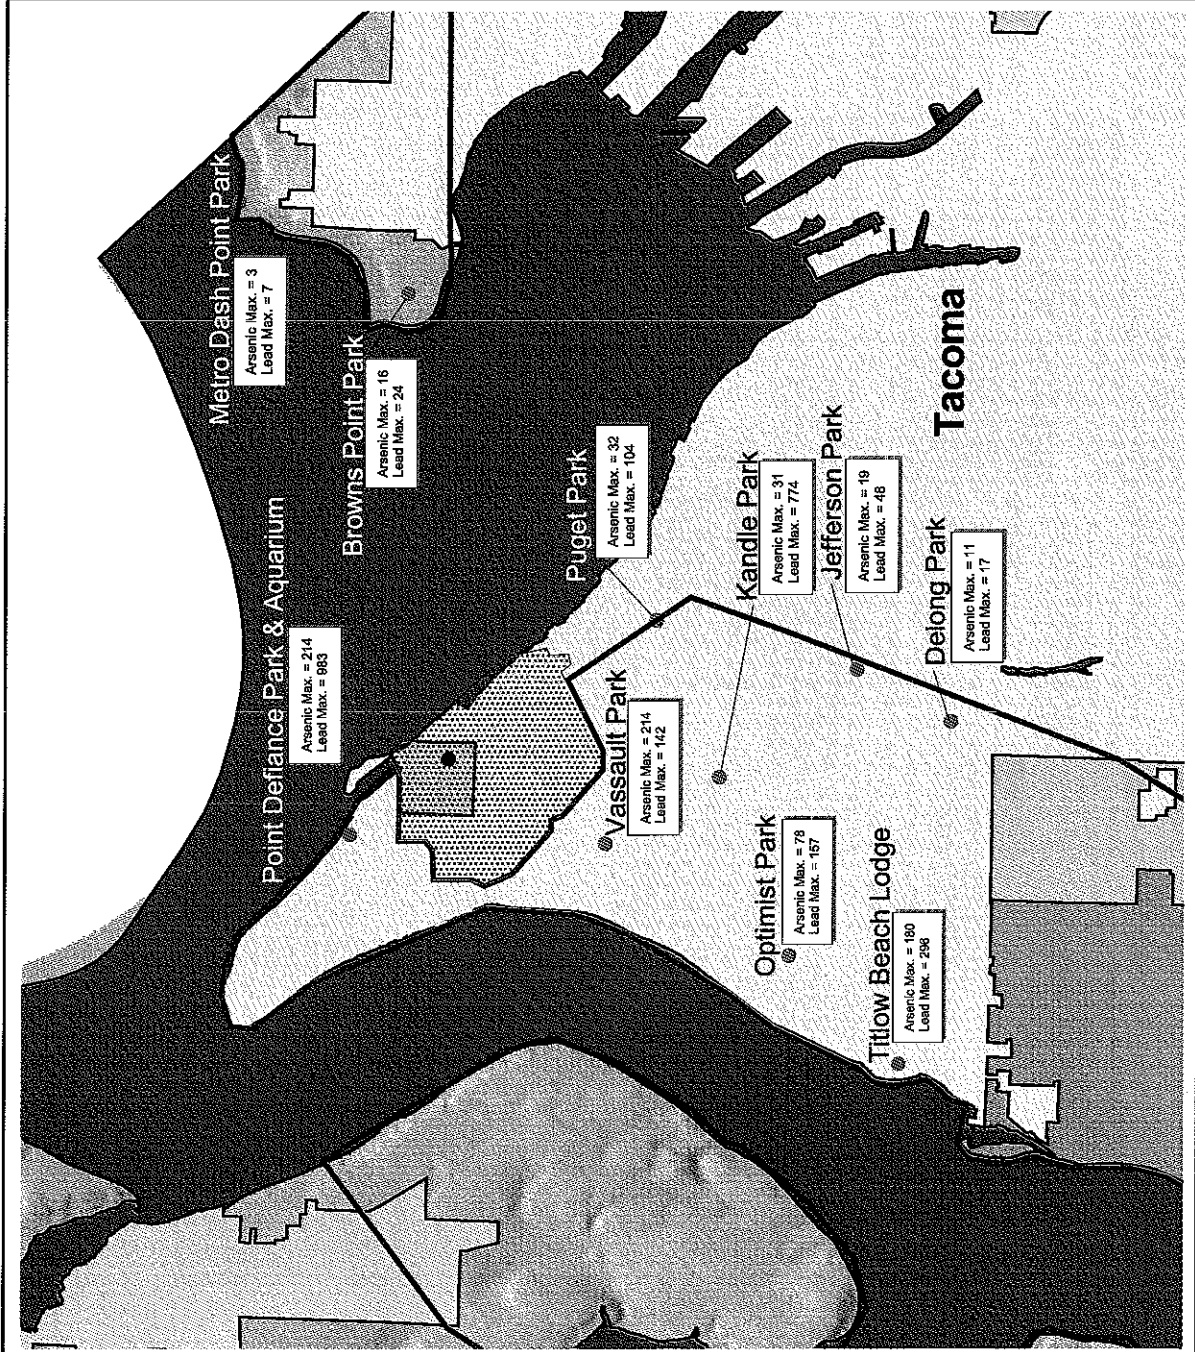 Metro Dash Point Park
Arsenic Max. = 3
Lead Max. = 7
Browns Point Park
Arsenic Max. = 16
Lead Max. = 24
Point Defiance Park & Aquarium
Arsenic Max. = 214
Lead Max. = 983
Puget Park
Arsenic Max. = 32
Lead Max. = 104
Vassault Park
Arsenic Max. = 214
Lead Max. = 142
Kandle Park
Arsenic Max. = 31
Lead Max. = 774
Jefferson Park
Arsenic Max. = 19
Lead Max. = 48
Delong Park
Arsenic Max. = 11
Lead Max. = 17
Optimist Park
Arsenic Max. = 78
Lead Max. = 157
Titlow Beach Lodge
Arsenic Max. = 180
Lead Max. = 296
Tacoma